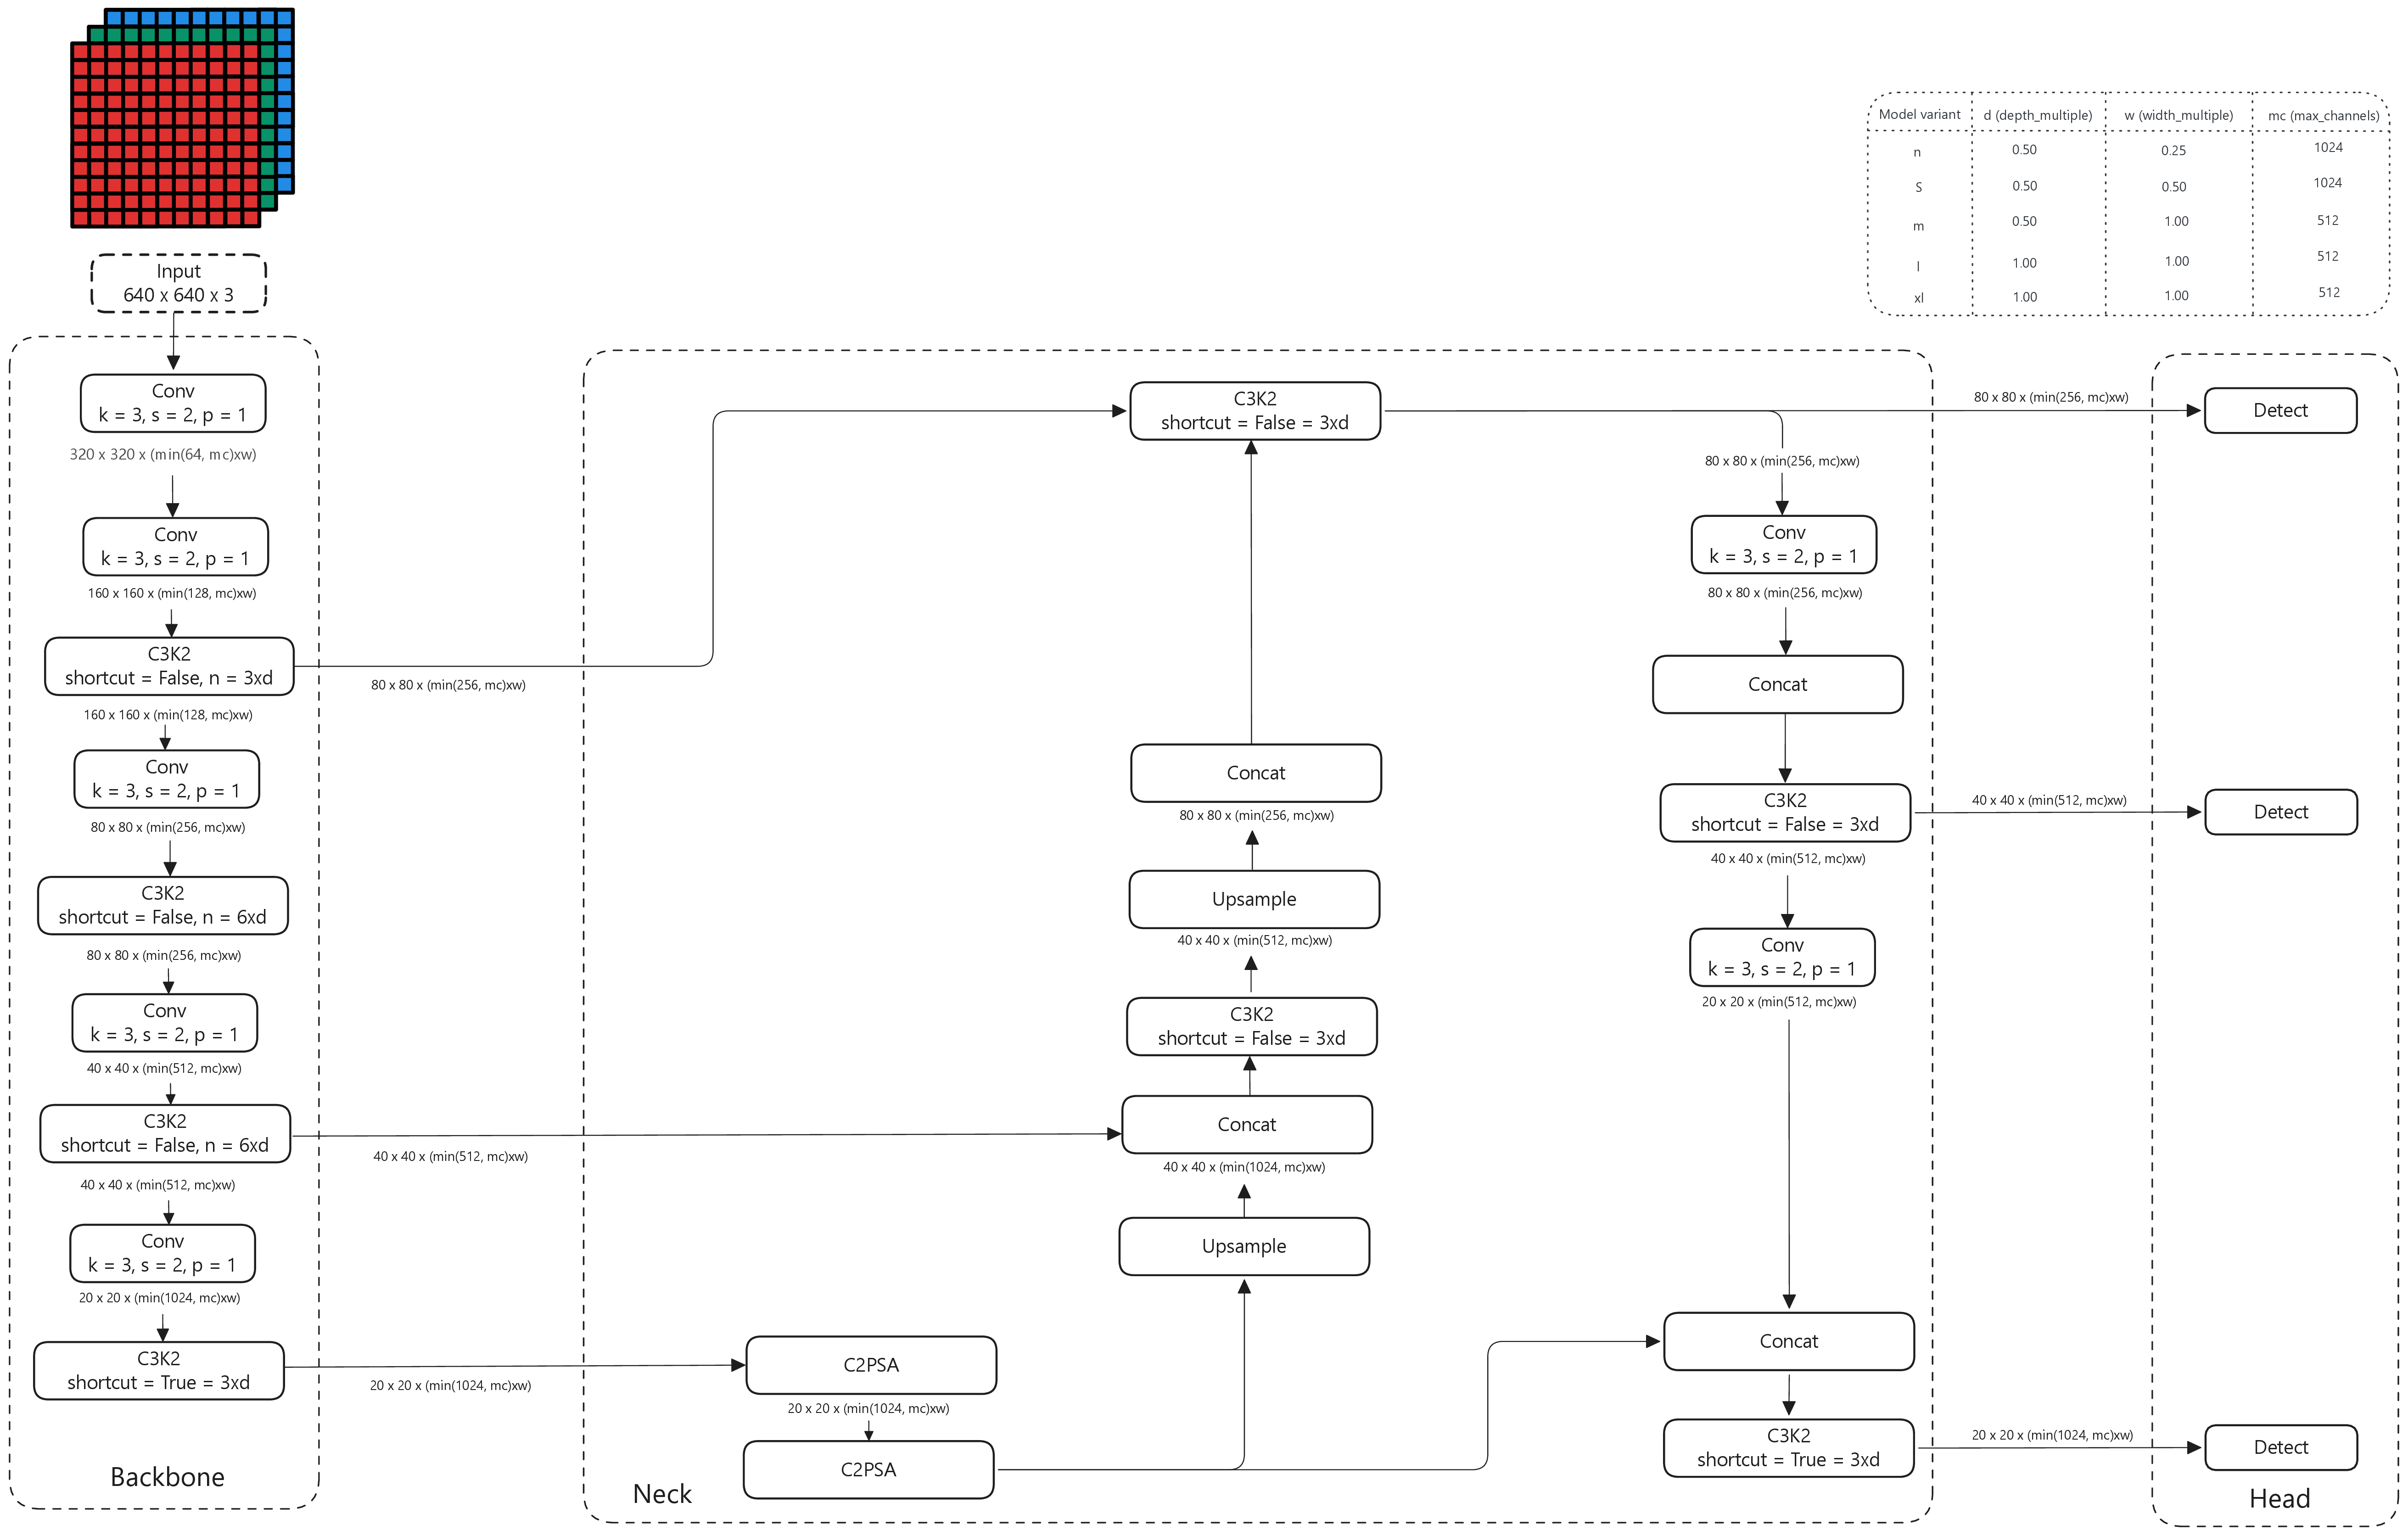 Input
640 x 640 x 3
Model variant d (depth_multiple) w (width_multiple) mc (max_channels)
n 0.50 0.25 1024
S 0.50 0.50 1024
m 0.50 1.00 512
l 1.00 1.00 512
xl 1.00 1.00 512
Conv
k = 3, s = 2, p = 1
320 x 320 x (min(64, mc)xw)
Conv
k = 3, s = 2, p = 1
160 x 160 x (min(128, mc)xw)
C3K2
shortcut = False, n = 3xd
80 x 80 x (min(256, mc)xw)
160 x 160 x (min(128, mc)xw)
Conv
k = 3, s = 2, p = 1
80 x 80 x (min(256, mc)xw)
C3K2
shortcut = False, n = 6xd
80 x 80 x (min(256, mc)xw)
Conv
k = 3, s = 2, p = 1
40 x 40 x (min(512, mc)xw)
C3K2
shortcut = False, n = 6xd
40 x 40 x (min(512, mc)xw)
40 x 40 x (min(512, mc)xw)
Conv
k = 3, s = 2, p = 1
20 x 20 x (min(1024, mc)xw)
C3K2
shortcut = True = 3xd
20 x 20 x (min(1024, mc)xw)
Backbone
C3K2
shortcut = False = 3xd
Concat
80 x 80 x (min(256, mc)xw)
Upsample
40 x 40 x (min(512, mc)xw)
C3K2
shortcut = False = 3xd
Concat
40 x 40 x (min(1024, mc)xw)
Upsample
C2PSA
20 x 20 x (min(1024, mc)xw)
C2PSA
Neck
80 x 80 x (min(256, mc)xw)
80 x 80 x (min(256, mc)xw)
Conv
k = 3, s = 2, p = 1
80 x 80 x (min(256, mc)xw)
Concat
C3K2
shortcut = False = 3xd
40 x 40 x (min(512, mc)xw)
40 x 40 x (min(512, mc)xw)
Conv
k = 3, s = 2, p = 1
20 x 20 x (min(512, mc)xw)
Concat
C3K2
shortcut = True = 3xd
20 x 20 x (min(1024, mc)xw)
Detect
Detect
Detect
Head